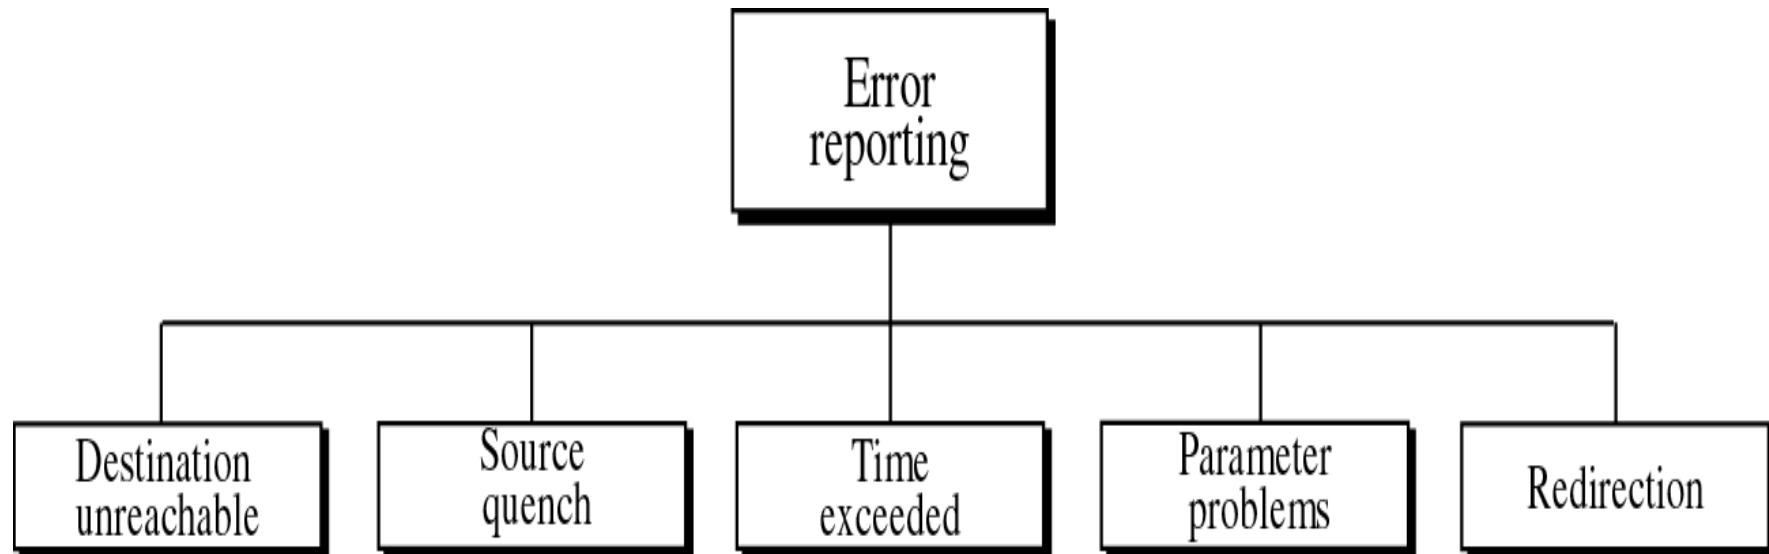 Error
reporting
Destination
unreachable
Source
quench
Time
exceeded
Parameter
problems
Redirection